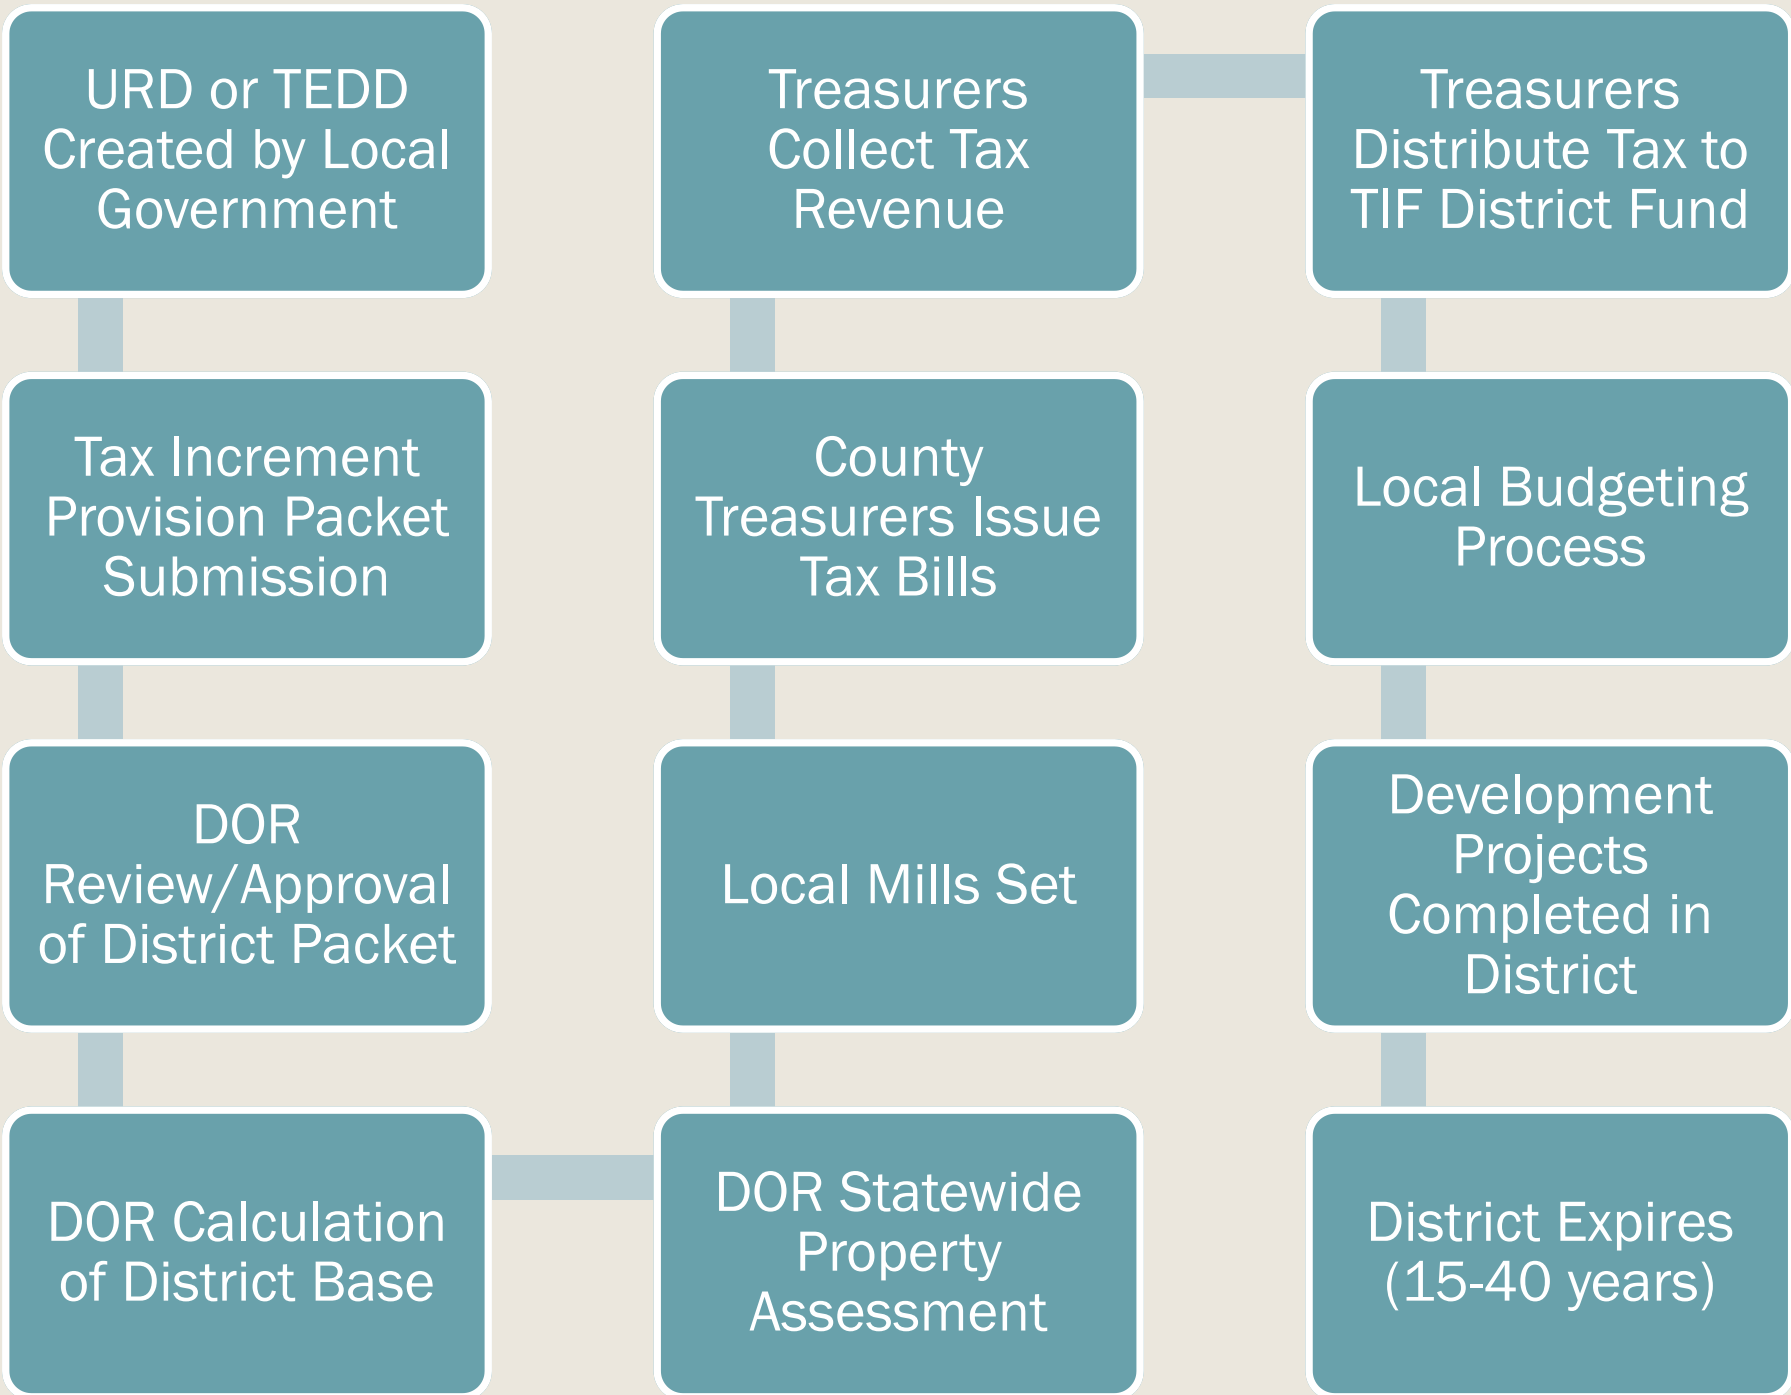 URD or TEDD
Created by Local
Government
Tax Increment
Provision Packet
Submission
DOR
Review/Approval
of District Packet
DOR Calculation
of District Base
DOR Statewide
Property
Assessment
Local Mills Set
County
Treasurers Issue
Tax Bills
Treasurers
Collect Tax
Revenue
Treasurers
Distribute Tax to
TIF District Fund
Local Budgeting
Process
Development
Projects
Completed in
District
District Expires
(15-40 years)